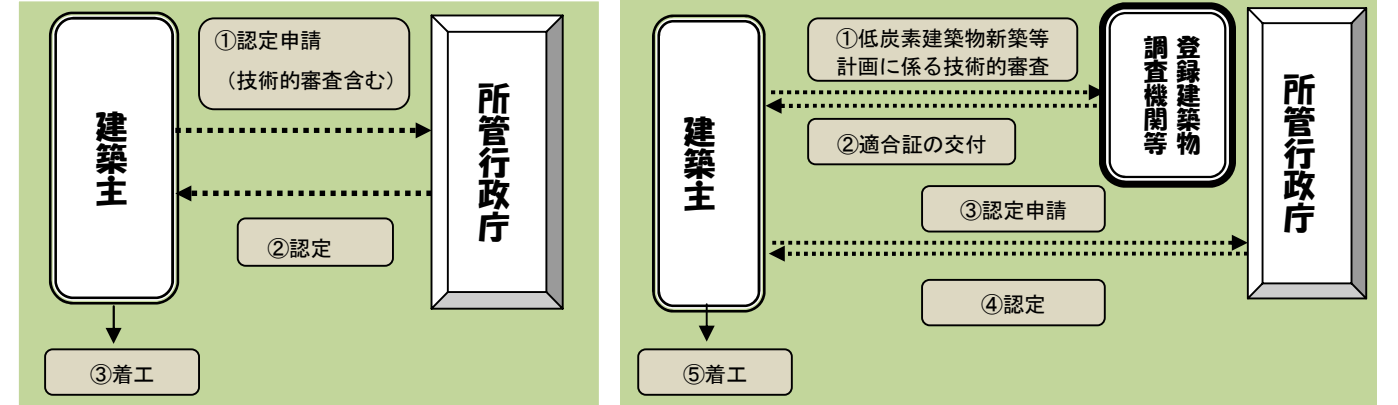 ①認定申請
（技術的審査含む）
建築主
所管行政庁
②認定
③着工
①低炭素建築物新築等
計画に係る技術的審査
登録建築物
調査機関等
建築主
所管行政庁
②適合証の交付
③認定申請
④認定
⑤着工